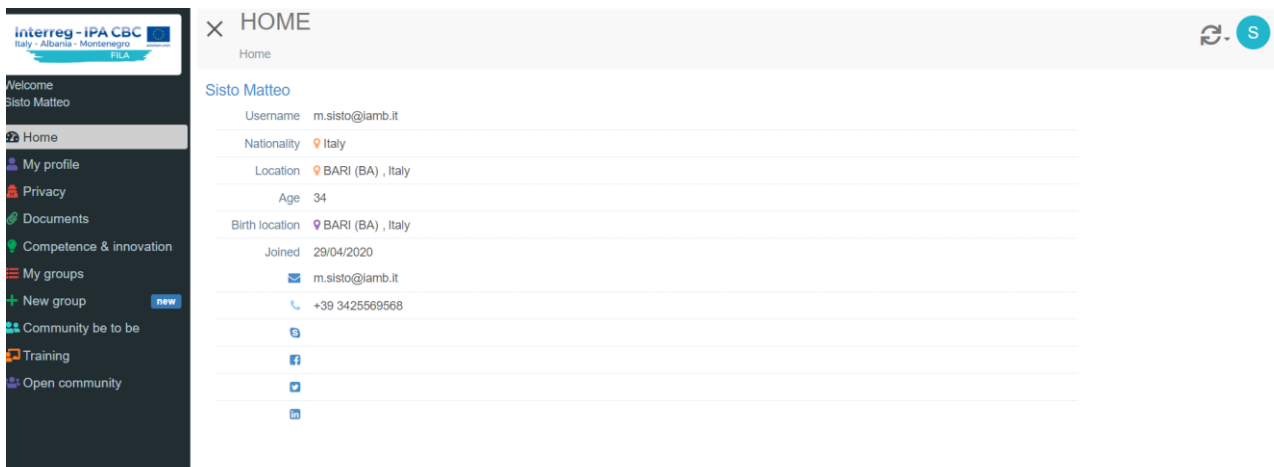 Interreg - IPA CBC
Italy - Albania - Montenegro
FILA
Welcome
Sisto Matteo
Home
My profile
Privacy
Documents
Competence & innovation
My groups
New group new
Community be to be
Training
Open community
HOME
Home
S
Sisto Matteo
Username m.sisto@iamb.it
Nationality Italy
Location BARI (BA) , Italy
Age 34
Birth location BARI (BA) , Italy
Joined 29/04/2020
m.sisto@iamb.it
+39 3425569568